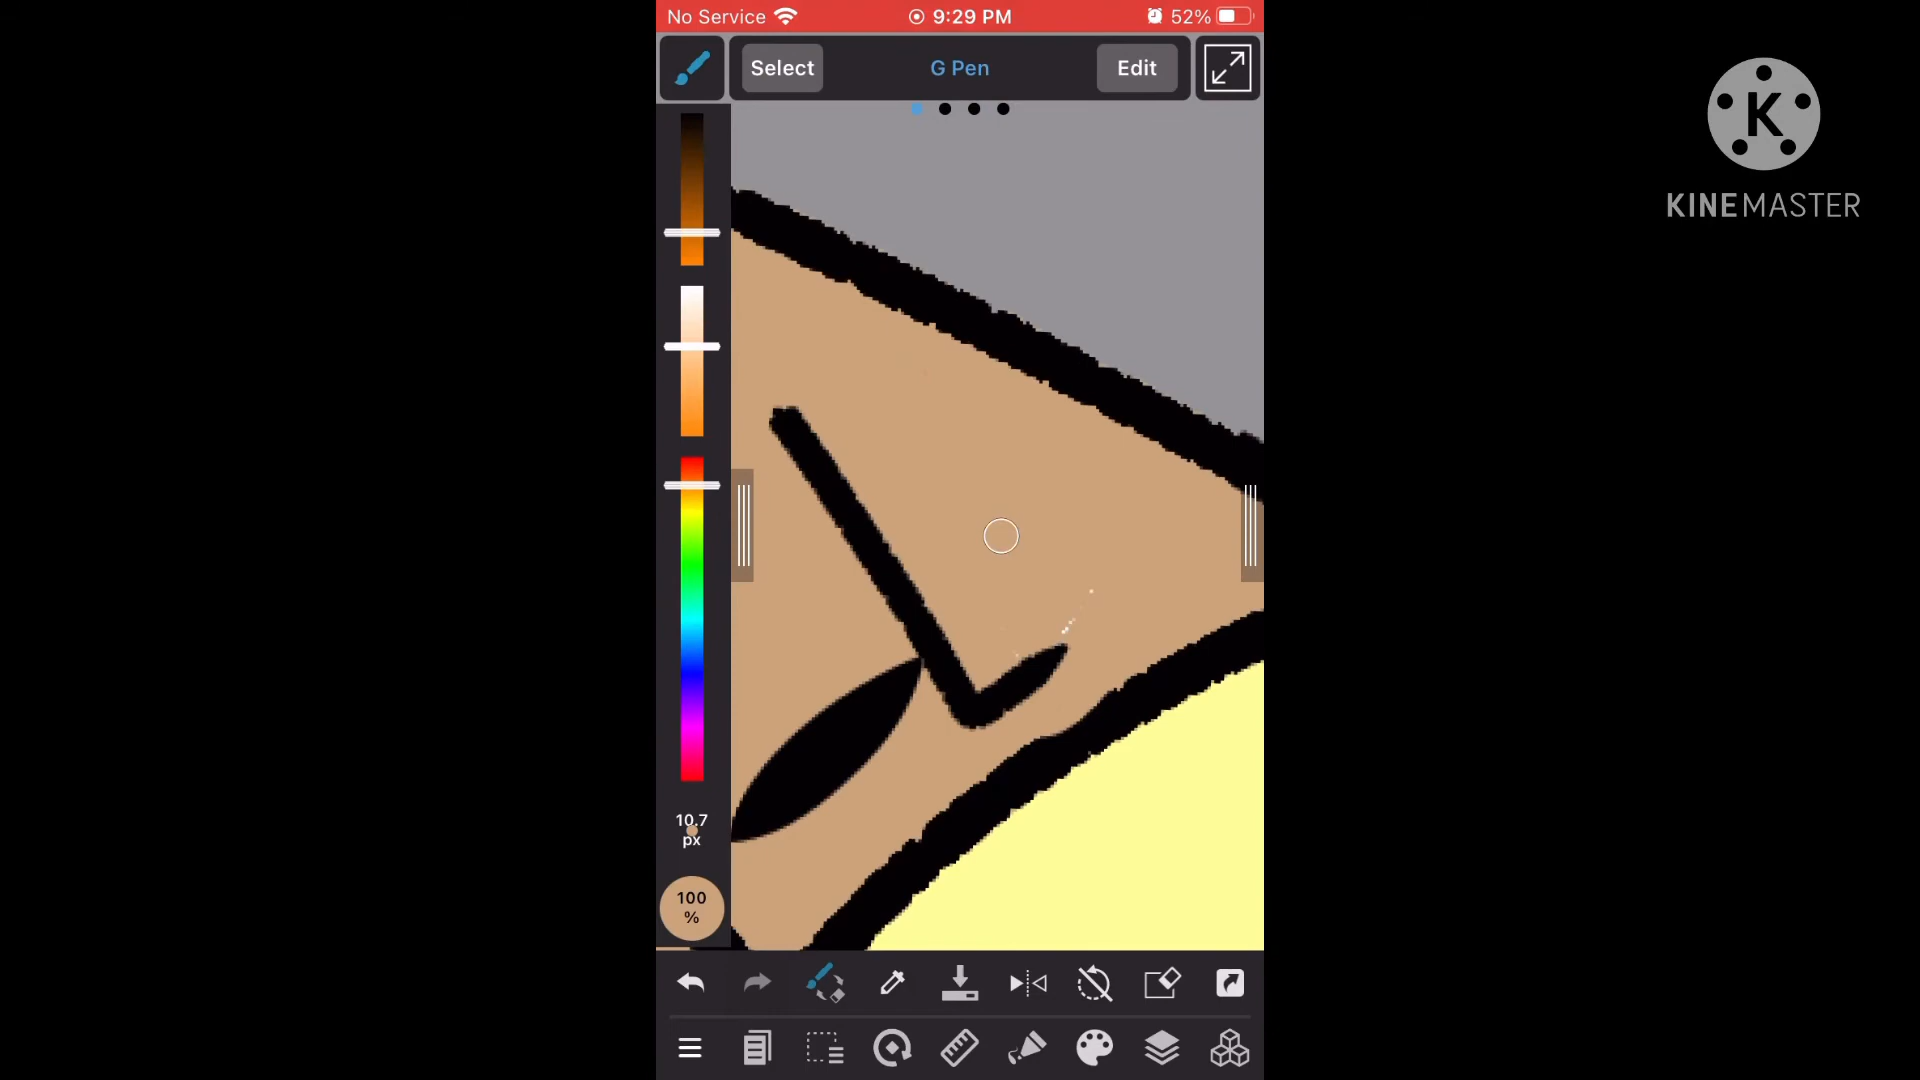 No Service 9:29 PM 52%
Select G Pen Edit
K
KINEMASTER
10.7
px
100
%